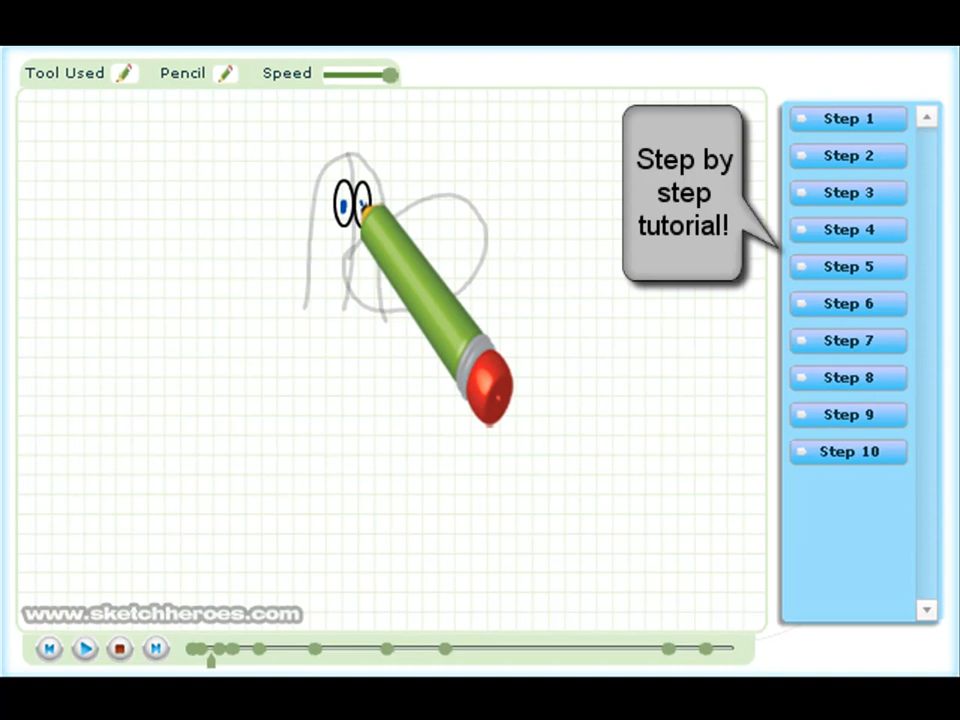 Tool Used
Pencil
Speed
Step by
step
tutorial!
Step 1
Step 2
Step 3
Step 4
Step 5
Step 6
Step 7
Step 8
Step 9
Step 10
www.sketchheroes.com